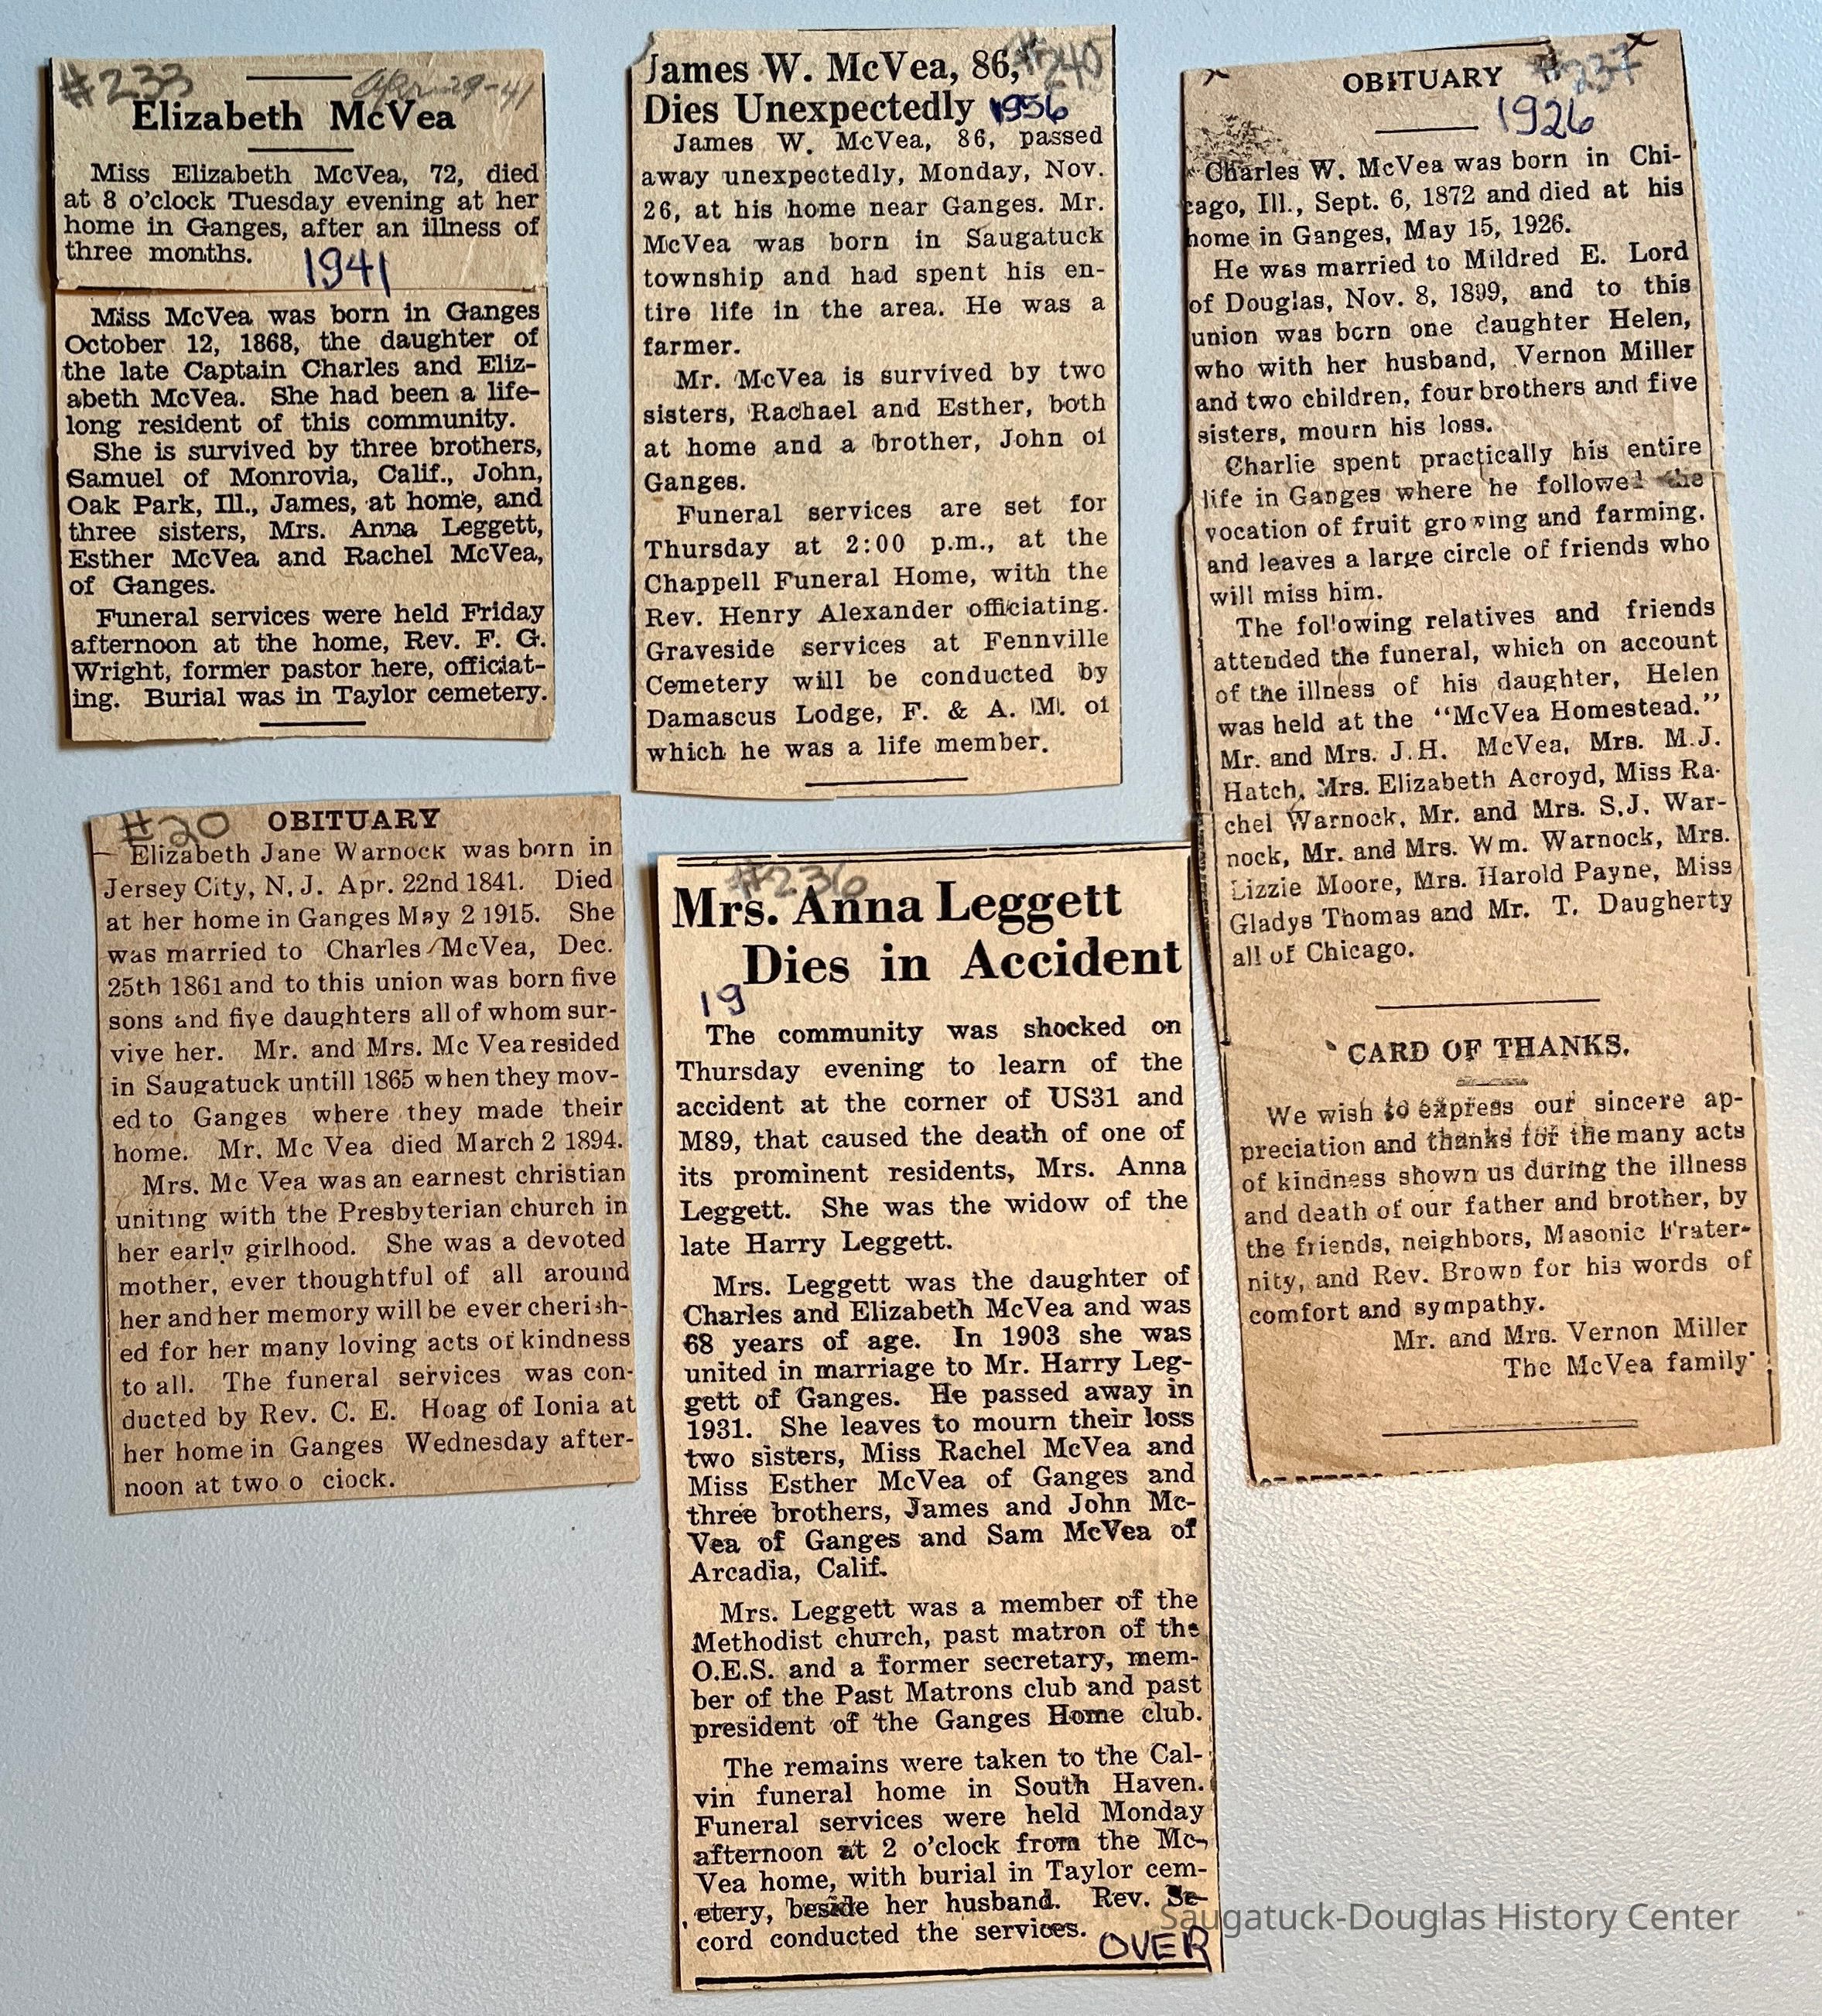 #233
Apr-29-41
Elizabeth McVea
Miss Elizabeth McVea, 72, died
at 8 o'clock Tuesday evening at her
home in Ganges, after an illness of
three months.
1941
Miss McVea was born in Ganges
October 12, 1868, the daughter of
the late Captain Charles and Eliz-
abeth McVea. She had been a life-
long resident of this community.
She is survived by three brothers,
Samuel of Monrovia, Calif., John,
Oak Park, Ill., James, at home, and
three sisters, Mrs. Anna Leggett,
Esther McVea and Rachel McVea,
of Ganges.
Funeral services were held Friday
afternoon at the home, Rev. F. G.
Wright, former pastor here, officiat-
ing. Burial was in Taylor cemetery.
#20
OBITUARY
Elizabeth Jane Warnock was born in
Jersey City, N. J. Apr. 22nd 1841. Died
at her home in Ganges May 2 1915. She
was married to Charles McVea, Dec.
25th 1861 and to this union was born five
sons and five daughters all of whom sur-
vive her. Mr. and Mrs. Mc Vea resided
in Saugatuck untill 1865 when they mov-
ed to Ganges where they made their
home. Mr. Mc Vea died March 2 1894.
Mrs. Mc Vea was an earnest christian
uniting with the Presbyterian church in
her early girlhood. She was a devoted
mother, ever thoughtful of all around
her and her memory will be ever cherish-
ed for her many loving acts of kindness
to all. The funeral services was con-
ducted by Rev. C. E. Hoag of Ionia at
her home in Ganges Wednesday after-
noon at two o ciock.
#240
James W. McVea, 86,
Dies Unexpectedly 1956
James W. McVea, 86, passed
away unexpectedly, Monday, Nov.
26, at his home near Ganges. Mr.
McVea was born in Saugatuck
township and had spent his en-
tire life in the area. He was a
farmer.
Mr. McVea is survived by two
sisters, Rachael and Esther, both
at home and a brother, John of
Ganges.
Funeral services are set for
Thursday at 2:00 p.m., at the
Chappell Funeral Home, with the
Rev. Henry Alexander officiating.
Graveside services at Fennville
Cemetery will be conducted by
Damascus Lodge, F. & A. M. of
which he was a life member.
#236
Mrs. Anna Leggett
Dies in Accident
19
The community was shocked on
Thursday evening to learn of the
accident at the corner of US31 and
M89, that caused the death of one of
its prominent residents, Mrs. Anna
Leggett. She was the widow of the
late Harry Leggett.
Mrs. Leggett was the daughter of
Charles and Elizabeth McVea and was
68 years of age. In 1903 she was
united in marriage to Mr. Harry Leg-
gett of Ganges. He passed away in
1931. She leaves to mourn their loss
two sisters, Miss Rachel McVea and
Miss Esther McVea of Ganges and
three brothers, James and John Mc-
Vea of Ganges and Sam McVea of
Arcadia, Calif.
Mrs. Leggett was a member of the
Methodist church, past matron of the
O.E.S. and a former secretary, mem-
ber of the Past Matrons club and past
president of the Ganges Home club.
The remains were taken to the Cal-
vin funeral home in South Haven.
Funeral services were held Monday
afternoon at 2 o'clock from the Mc-
Vea home, with burial in Taylor cem-
etery, beside her husband. Rev. Se-
cord conducted the services.
OVER
#237
OBITUARY
1926
Charles W. McVea was born in Chi-
cago, Ill., Sept. 6, 1872 and died at his
home in Ganges, May 15, 1926.
He was married to Mildred E. Lord
of Douglas, Nov. 8, 1899, and to this
union was born one daughter Helen,
who with her husband, Vernon Miller
and two children, four brothers and five
sisters, mourn his loss.
Charlie spent practically his entire
life in Ganges where he followed the
vocation of fruit growing and farming,
and leaves a large circle of friends who
will miss him.
The following relatives and friends
attended the funeral, which on account
of the illness of his daughter, Helen
was held at the "McVea Homestead."
Mr. and Mrs. J.H. McVea, Mrs. M.J.
Hatch, Mrs. Elizabeth Acroyd, Miss Ra-
chel Warnock, Mr. and Mrs. S.J. War-
nock, Mr. and Mrs. Wm. Warnock, Mrs.
Lizzie Moore, Mrs. Harold Payne, Miss
Gladys Thomas and Mr. T. Daugherty
all of Chicago.
CARD OF THANKS.
We wish to express our sincere ap-
preciation and thanks for the many acts
of kindness shown us during the illness
and death of our father and brother, by
the friends, neighbors, Masonic Frater-
nity, and Rev. Brown for his words of
comfort and sympathy.
Mr. and Mrs. Vernon Miller
The McVea family
Saugatuck-Douglas History Center